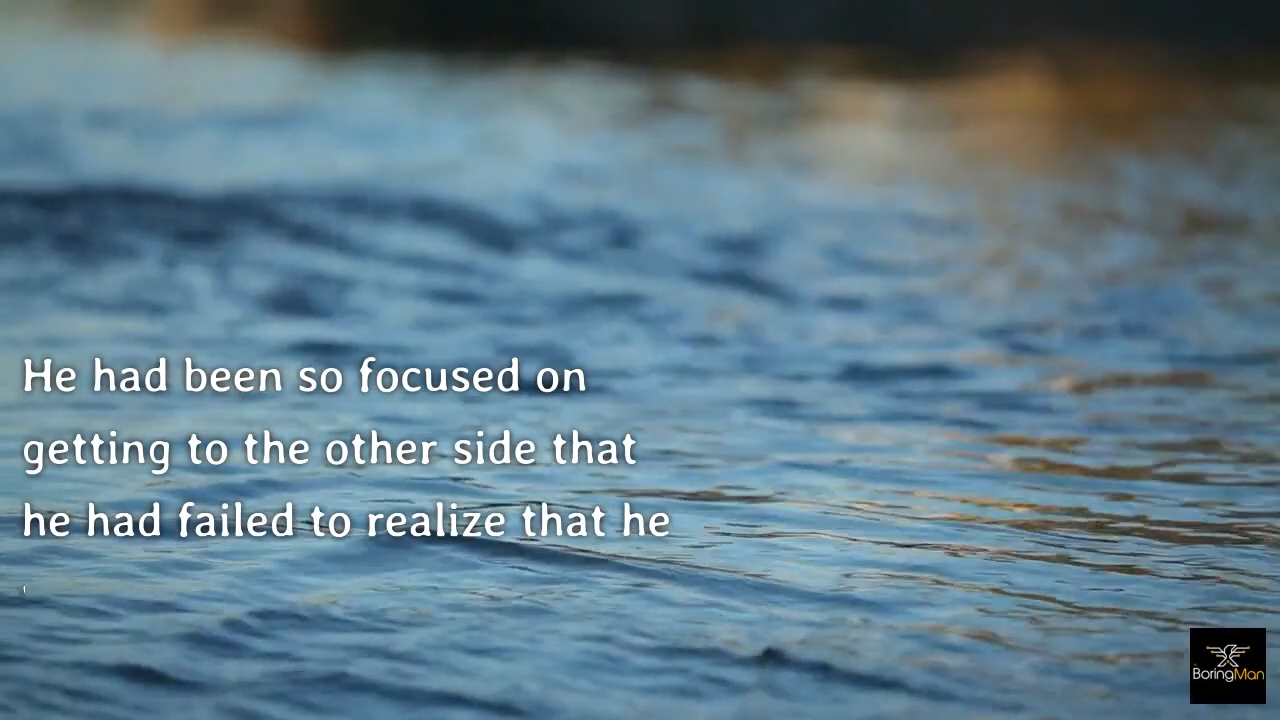 He had been so focused on
getting to the other side that
he had failed to realize that he
BoringMan